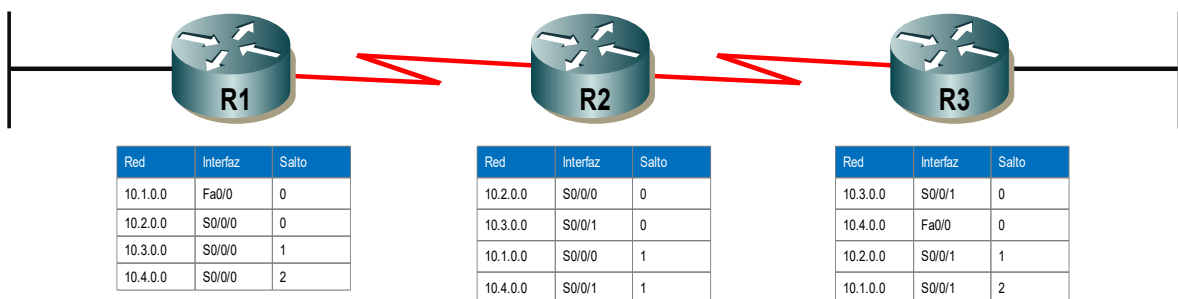 R1
R2
R3
Red Interfaz Salto
10.1.0.0 Fa0/0 0
10.2.0.0 S0/0/0 0
10.3.0.0 S0/0/0 1
10.4.0.0 S0/0/0 2
Red Interfaz Salto
10.2.0.0 S0/0/0 0
10.3.0.0 S0/0/1 0
10.1.0.0 S0/0/0 1
10.4.0.0 S0/0/1 1
Red Interfaz Salto
10.3.0.0 S0/0/1 0
10.4.0.0 Fa0/0 0
10.2.0.0 S0/0/1 1
10.1.0.0 S0/0/1 2